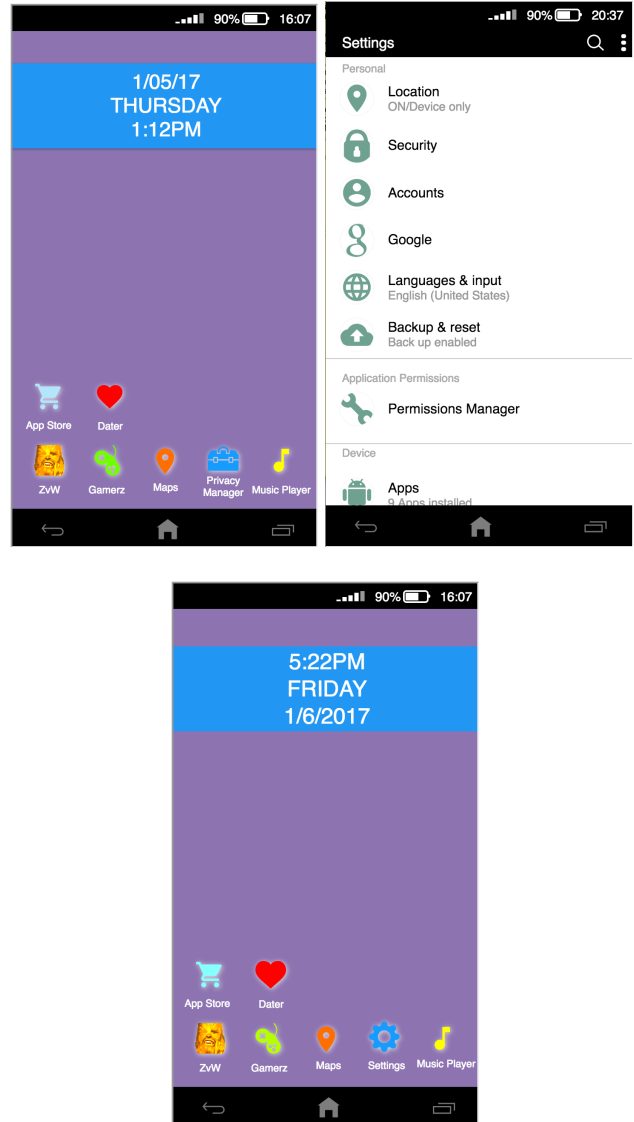 90% 16:07
1/05/17
THURSDAY
1:12PM
App Store Dater
ZvW Gamerz Maps Privacy Manager Music Player
90% 20:37
Settings
Personal
Location
ON/Device only
Security
Accounts
Google
Languages & input
English (United States)
Backup & reset
Back up enabled
Application Permissions
Permissions Manager
Device
Apps
9 Apps installed
90% 16:07
5:22PM
FRIDAY
1/6/2017
App Store Dater
ZvW Gamerz Maps Settings Music Player